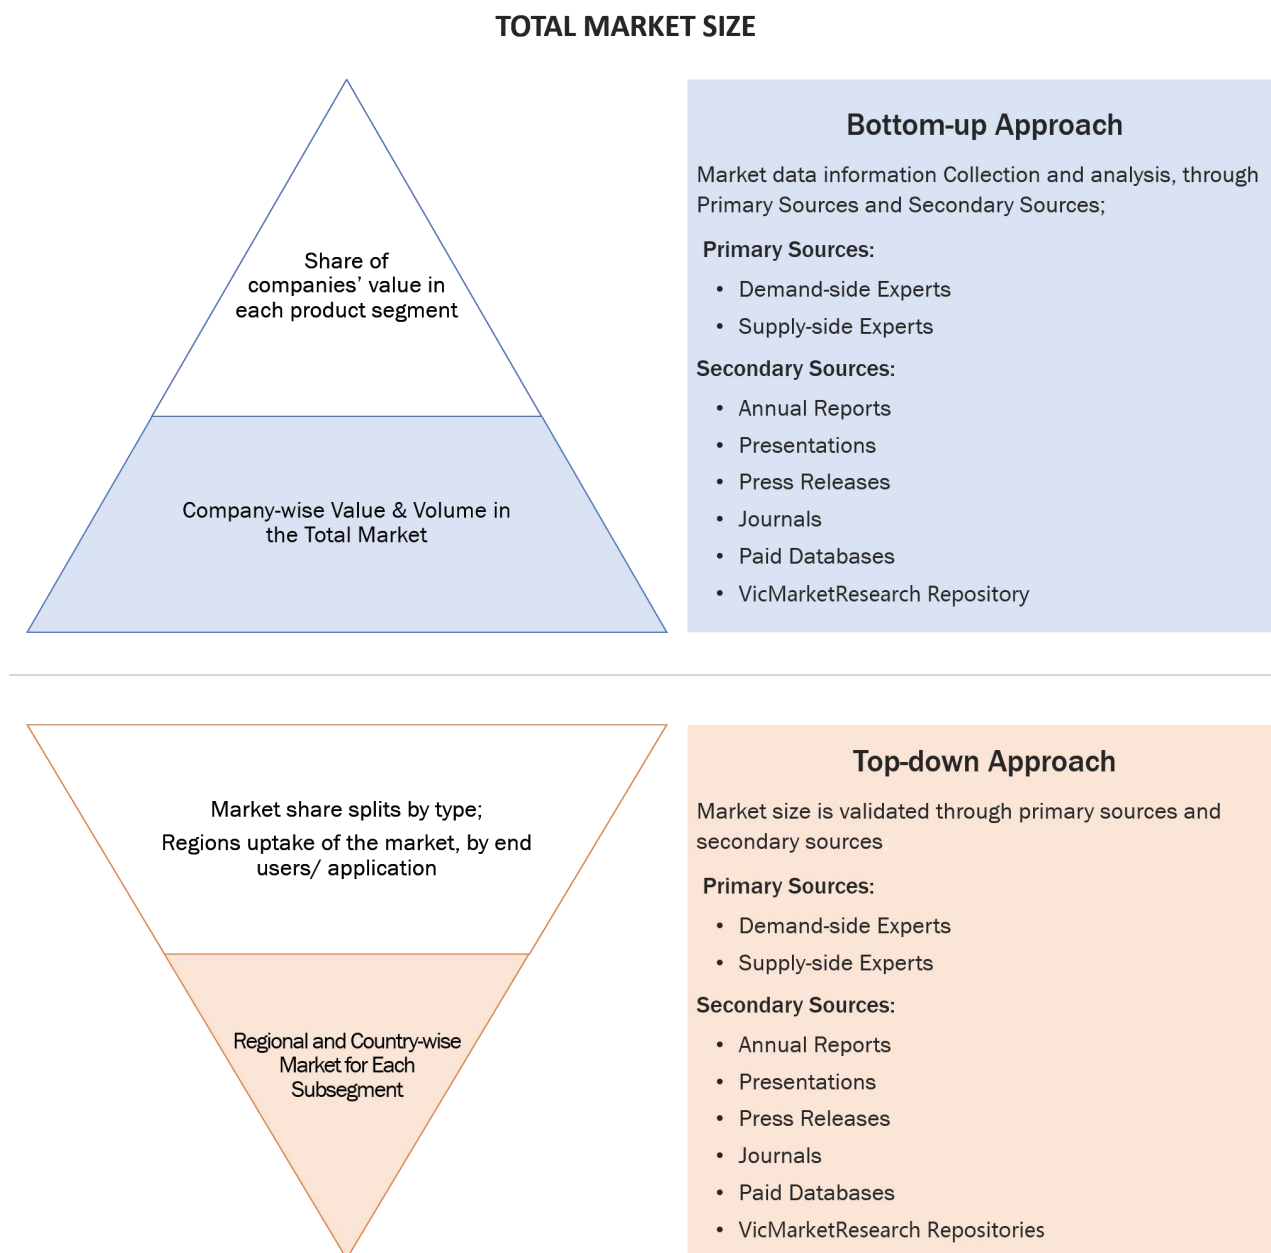 TOTAL MARKET SIZE
Share of
companies’ value in
each product segment
Company-wise Value & Volume in
the Total Market
Bottom-up Approach
Market data information Collection and analysis, through
Primary Sources and Secondary Sources;
Primary Sources:
• Demand-side Experts
• Supply-side Experts
Secondary Sources:
• Annual Reports
• Presentations
• Press Releases
• Journals
• Paid Databases
• VicMarketResearch Repository
Market share splits by type;
Regions uptake of the market, by end
users/ application
Regional and Country-wise
Market for Each
Subsegment
Top-down Approach
Market size is validated through primary sources and
secondary sources;
Primary Sources:
• Demand-side Experts
• Supply-side Experts
Secondary Sources:
• Annual Reports
• Presentations
• Press Releases
• Journals
• Paid Databases
• VicMarketResearch Repositories